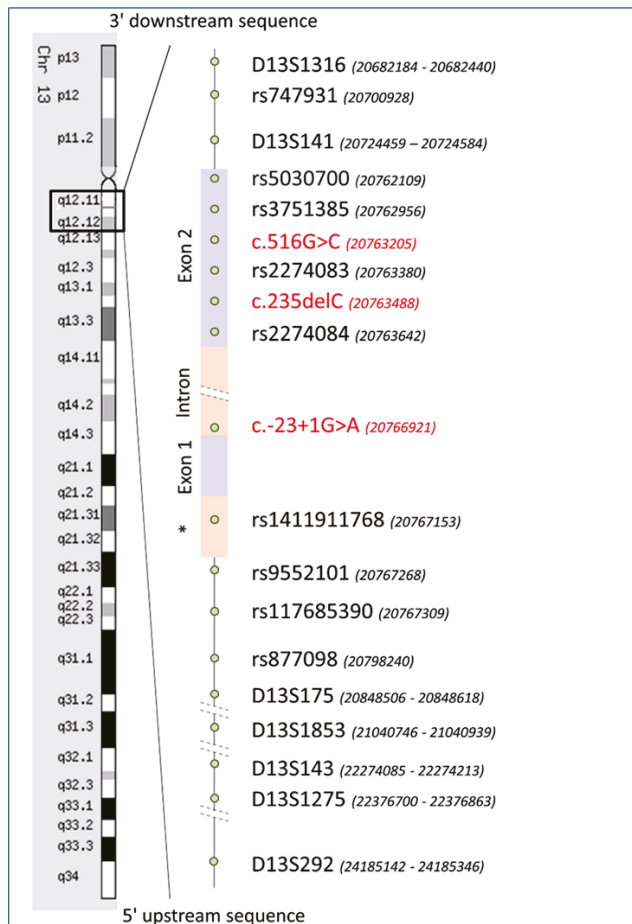 3' downstream sequence
Chr 13
p13
p12
p11.2
q12.11
q12.12
q12.13
q12.3
q13.1
q13.3
q14.11
q14.2
q14.3
q21.1
q21.2
q21.31
q21.32
q21.33
q22.1
q22.2
q22.3
q31.1
q31.2
q31.3
q32.1
q32.3
q33.1
q33.2
q33.3
q34
Exon 2
Intron
Exon 1
*
D13S1316 (20682184 - 20682440)
rs747931 (20700928)
D13S141 (20724459 – 20724584)
rs5030700 (20762109)
rs3751385 (20762956)
c.516G>C (20763205)
rs2274083 (20763380)
c.235delC (20763488)
rs2274084 (20763642)
c.-23+1G>A (20766921)
rs1411911768 (20767153)
rs9552101 (20767268)
rs117685390 (20767309)
rs877098 (20798240)
D13S175 (20848506 - 20848618)
D13S1853 (21040746 - 21040939)
D13S143 (22274085 - 22274213)
D13S1275 (22376700 - 22376863)
D13S292 (24185142 - 24185346)
5' upstream sequence